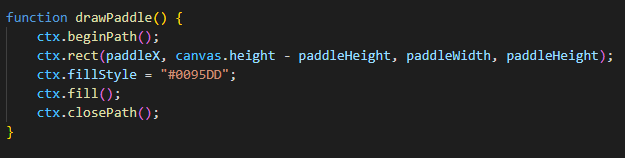 function drawPaddle() {
    ctx.beginPath();
    ctx.rect(paddleX, canvas.height - paddleHeight, paddleWidth, paddleHeight);
    ctx.fillStyle = "#0095DD";
    ctx.fill();
    ctx.closePath();
}